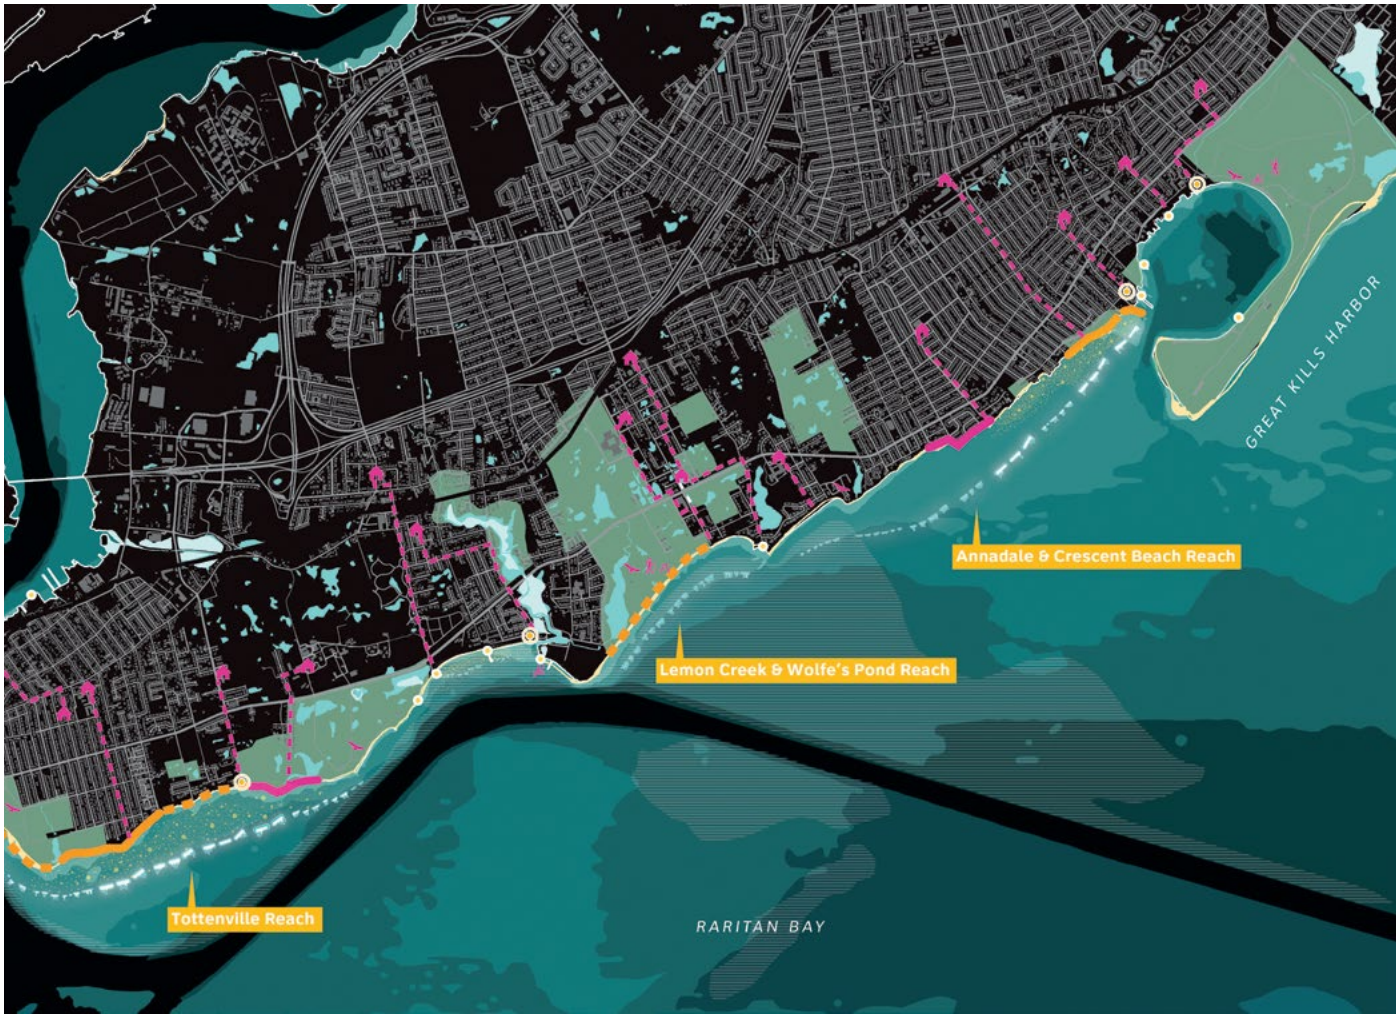 GREAT KILLS HARBOR
Annadale & Crescent Beach Reach
Lemon Creek & Wolfe's Pond Reach
Tottenville Reach
RARITAN BAY